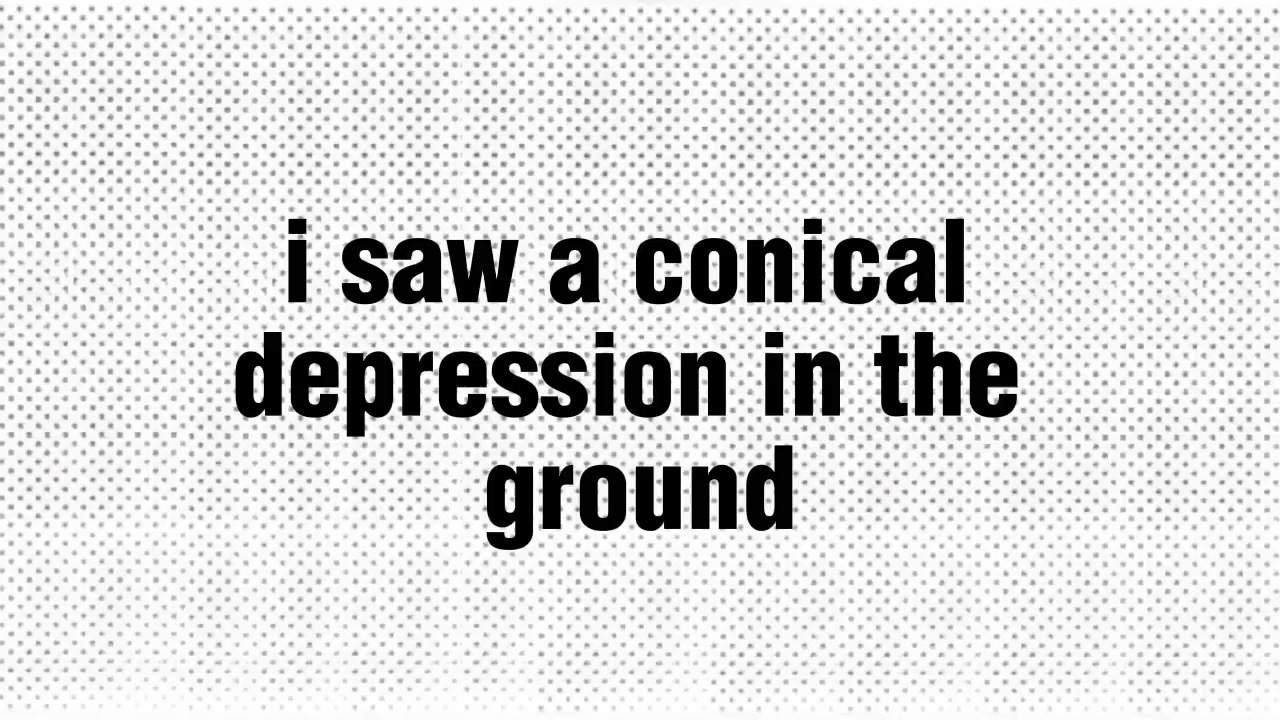 i saw a conical
depression in the
ground